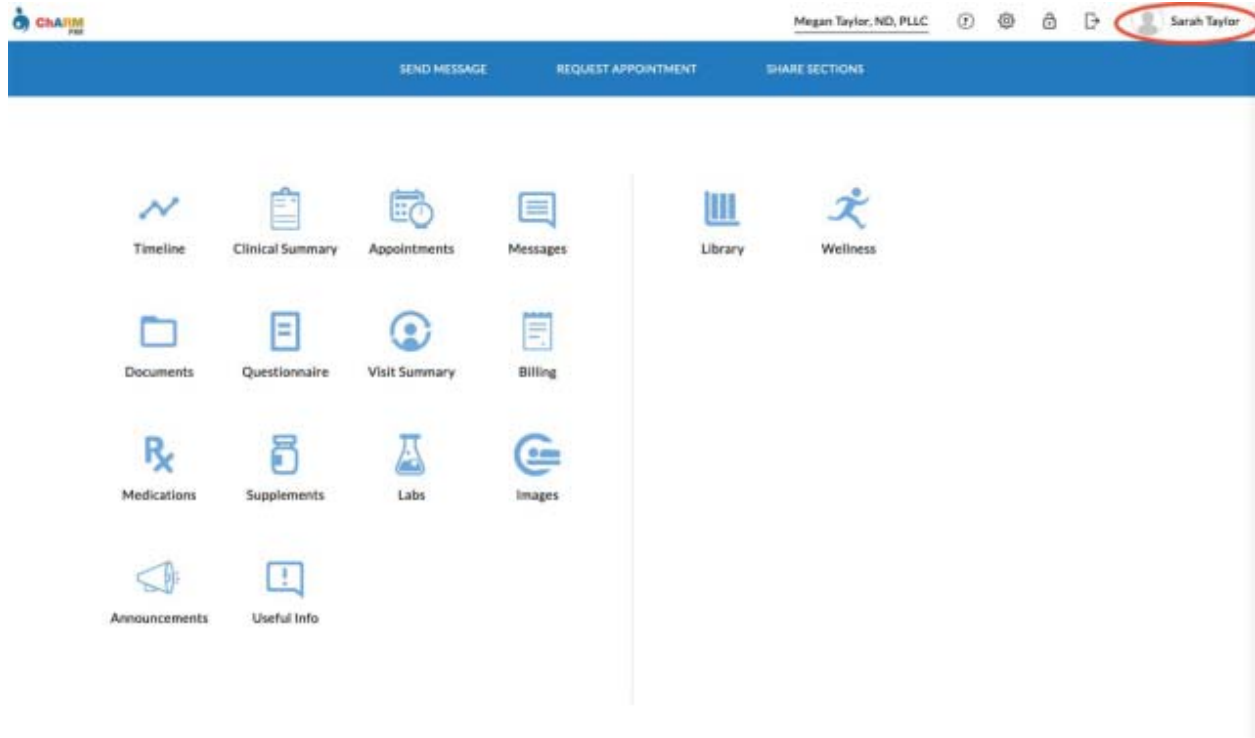 ChARM
PHR
Megan Taylor, ND, PLLC
Sarah Taylor
SEND MESSAGE REQUEST APPOINTMENT SHARE SECTIONS
Timeline Clinical Summary Appointments Messages Library Wellness
Documents Questionnaire Visit Summary Billing
Rx
Medications Supplements Labs Images
Announcements Useful Info